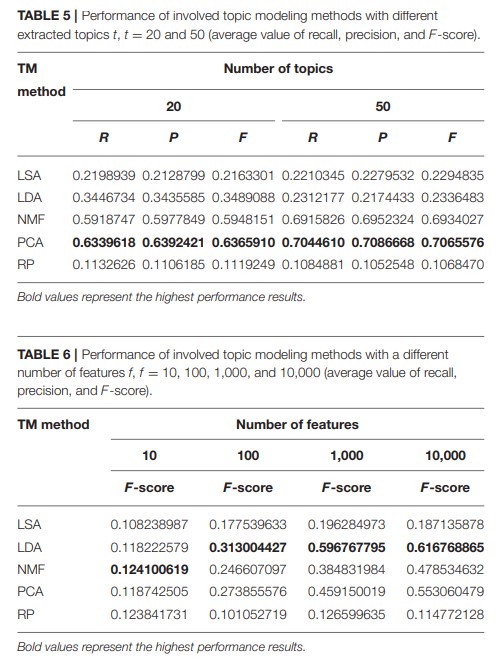 TABLE 5 | Performance of involved topic modeling methods with different
extracted topics t, t = 20 and 50 (average value of recall, precision, and F-score).
TM method Number of topics
20 50
R P F R P F
LSA 0.2198939 0.2128799 0.2163301 0.2210345 0.2279532 0.2294835
LDA 0.3446734 0.3435585 0.3489088 0.2312177 0.2174433 0.2336483
NMF 0.5918747 0.5977849 0.5948151 0.6915826 0.6952324 0.6934027
PCA 0.6339618 0.6392421 0.6365910 0.7044610 0.7086668 0.7065576
RP 0.1132626 0.1106185 0.1119249 0.1084881 0.1052548 0.1068470
Bold values represent the highest performance results.
TABLE 6 | Performance of involved topic modeling methods with a different
number of features f, f = 10, 100, 1,000, and 10,000 (average value of recall,
precision, and F-score).
TM method Number of features
10 100 1,000 10,000
F-score F-score F-score F-score
LSA 0.108238987 0.177539633 0.196284973 0.187135878
LDA 0.118222579 0.313004427 0.596767795 0.616768865
NMF 0.124100619 0.246607097 0.384831984 0.478534632
PCA 0.118742505 0.273855576 0.459150019 0.553060479
RP 0.123841731 0.101052719 0.126599635 0.114772128
Bold values represent the highest performance results.